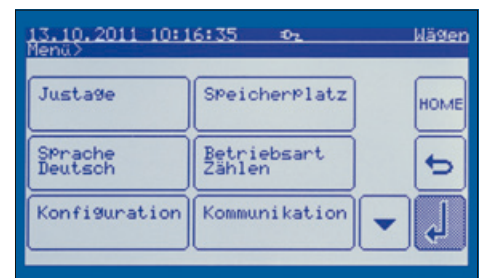 13.10.2011 10:16:35 Wägen
Menü>
Justage
Speicherplatz
HOME
Sprache
Deutsch
Betriebsart
Zählen
Konfiguration
Kommunikation